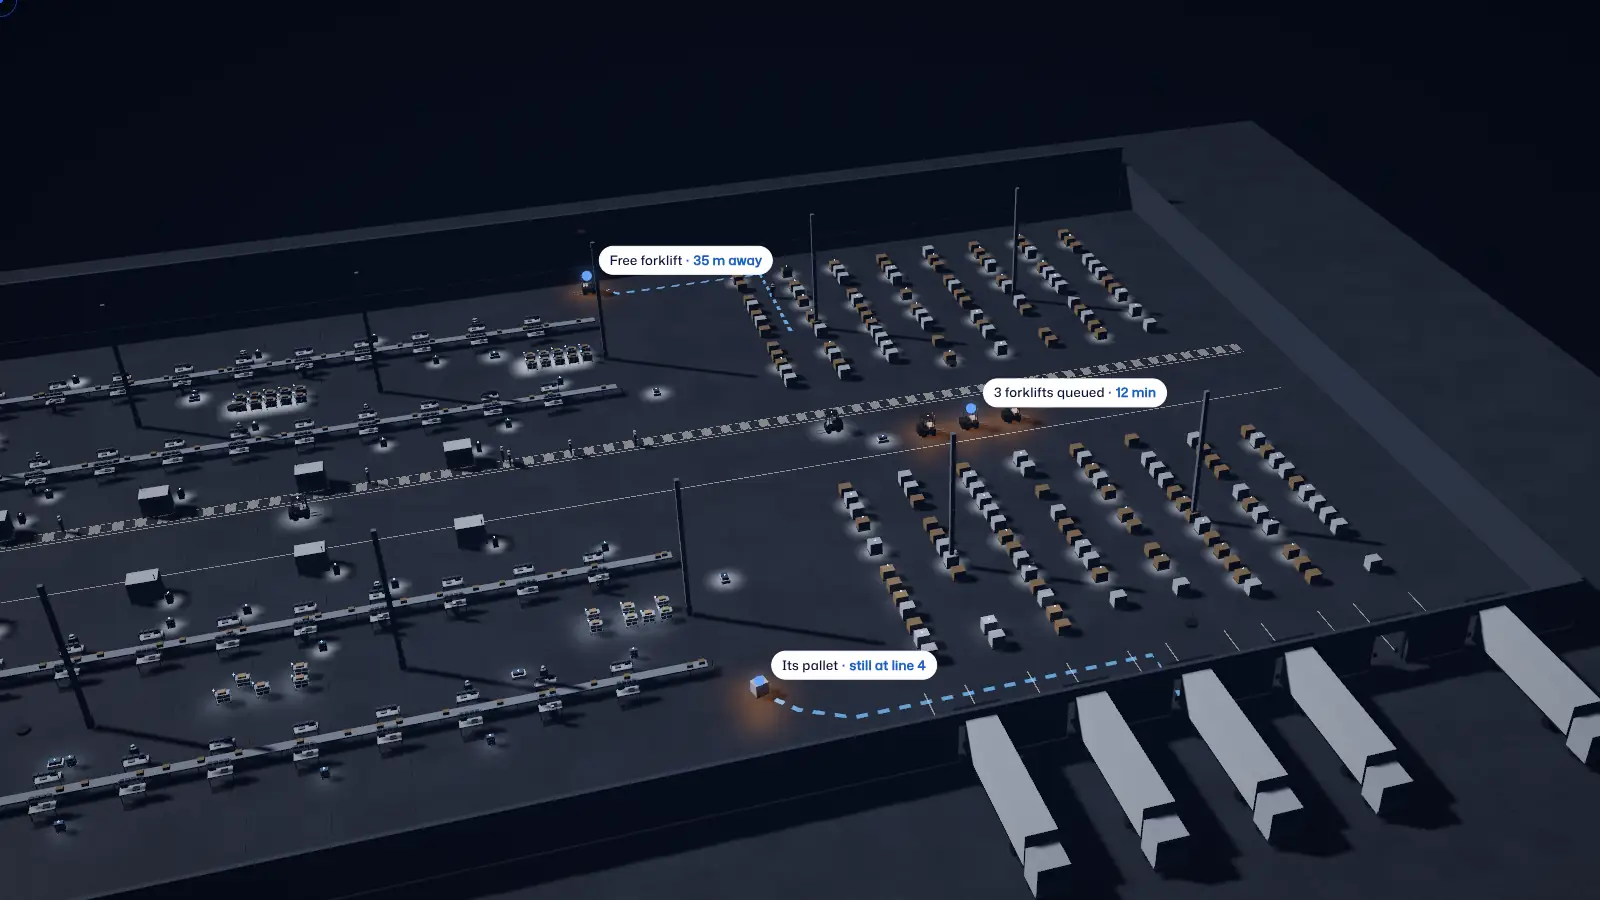 Free forklift · 35 m away
3 forklifts queued · 12 min
Its pallet · still at line 4